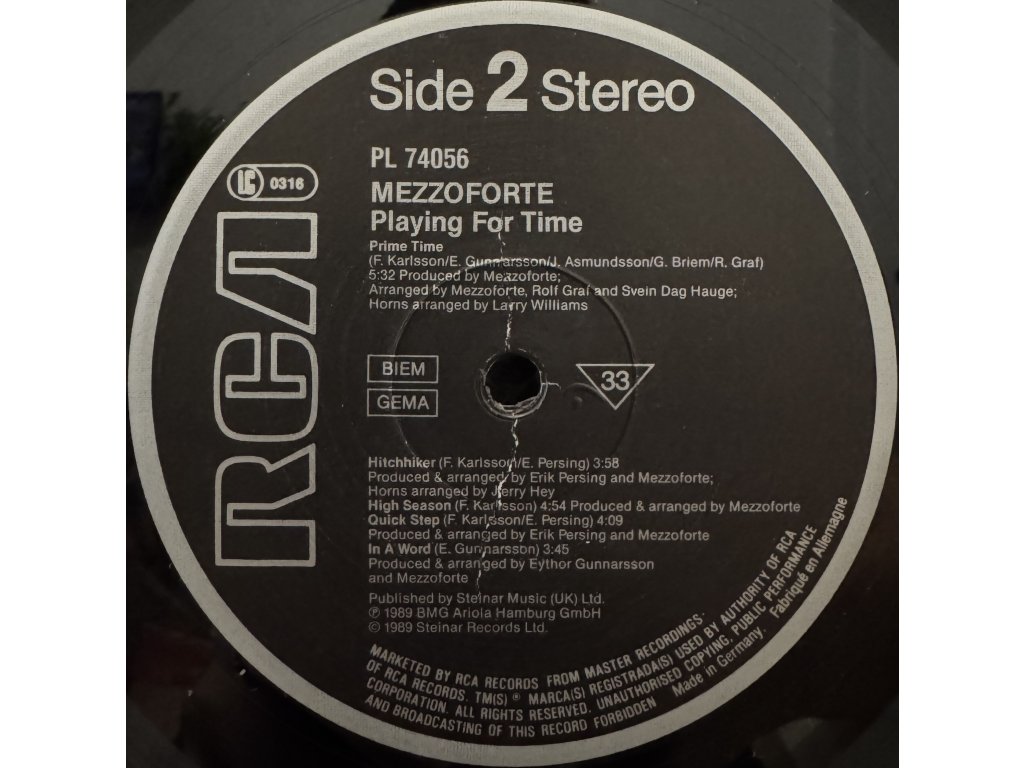 Side 2 Stereo
PL 74056
LC 0316
MEZZOFORTE
Playing For Time
RCA
Prime Time
(F. Karlsson/E. Gunnarsson/J. Asmundsson/G. Briem/R. Graf)
5:32 Produced by Mezzoforte;
Arranged by Mezzoforte, Rolf Graf and Svein Dag Hauge;
Horns arranged by Larry Williams
BIEM
GEMA
33
Hitchhiker (F. Karlsson/E. Persing) 3:58
Produced & arranged by Erik Persing and Mezzoforte;
Horns arranged by Jerry Hey
High Season (F. Karlsson) 4:54 Produced & arranged by Mezzoforte
Quick Step (F. Karlsson/E. Persing) 4:09
Produced & arranged by Erik Persing and Mezzoforte
In A Word (E. Gunnarsson) 3:45
Produced & arranged by Eythor Gunnarsson
and Mezzoforte
Published by Steinar Music (UK) Ltd.
℗ 1989 BMG Ariola Hamburg GmbH
© 1989 Steinar Records Ltd.
MARKETED BY RCA RECORDS FROM MASTER RECORDINGS.
OF RCA RECORDS. TM(S) ® MARCA(S) REGISTRADA(S) USED BY AUTHORITY OF RCA
CORPORATION. ALL RIGHTS RESERVED. UNAUTHORISED COPYING, PUBLIC PERFORMANCE
AND BROADCASTING OF THIS RECORD FORBIDDEN Made in Germany. Fabriqué en Allemagne